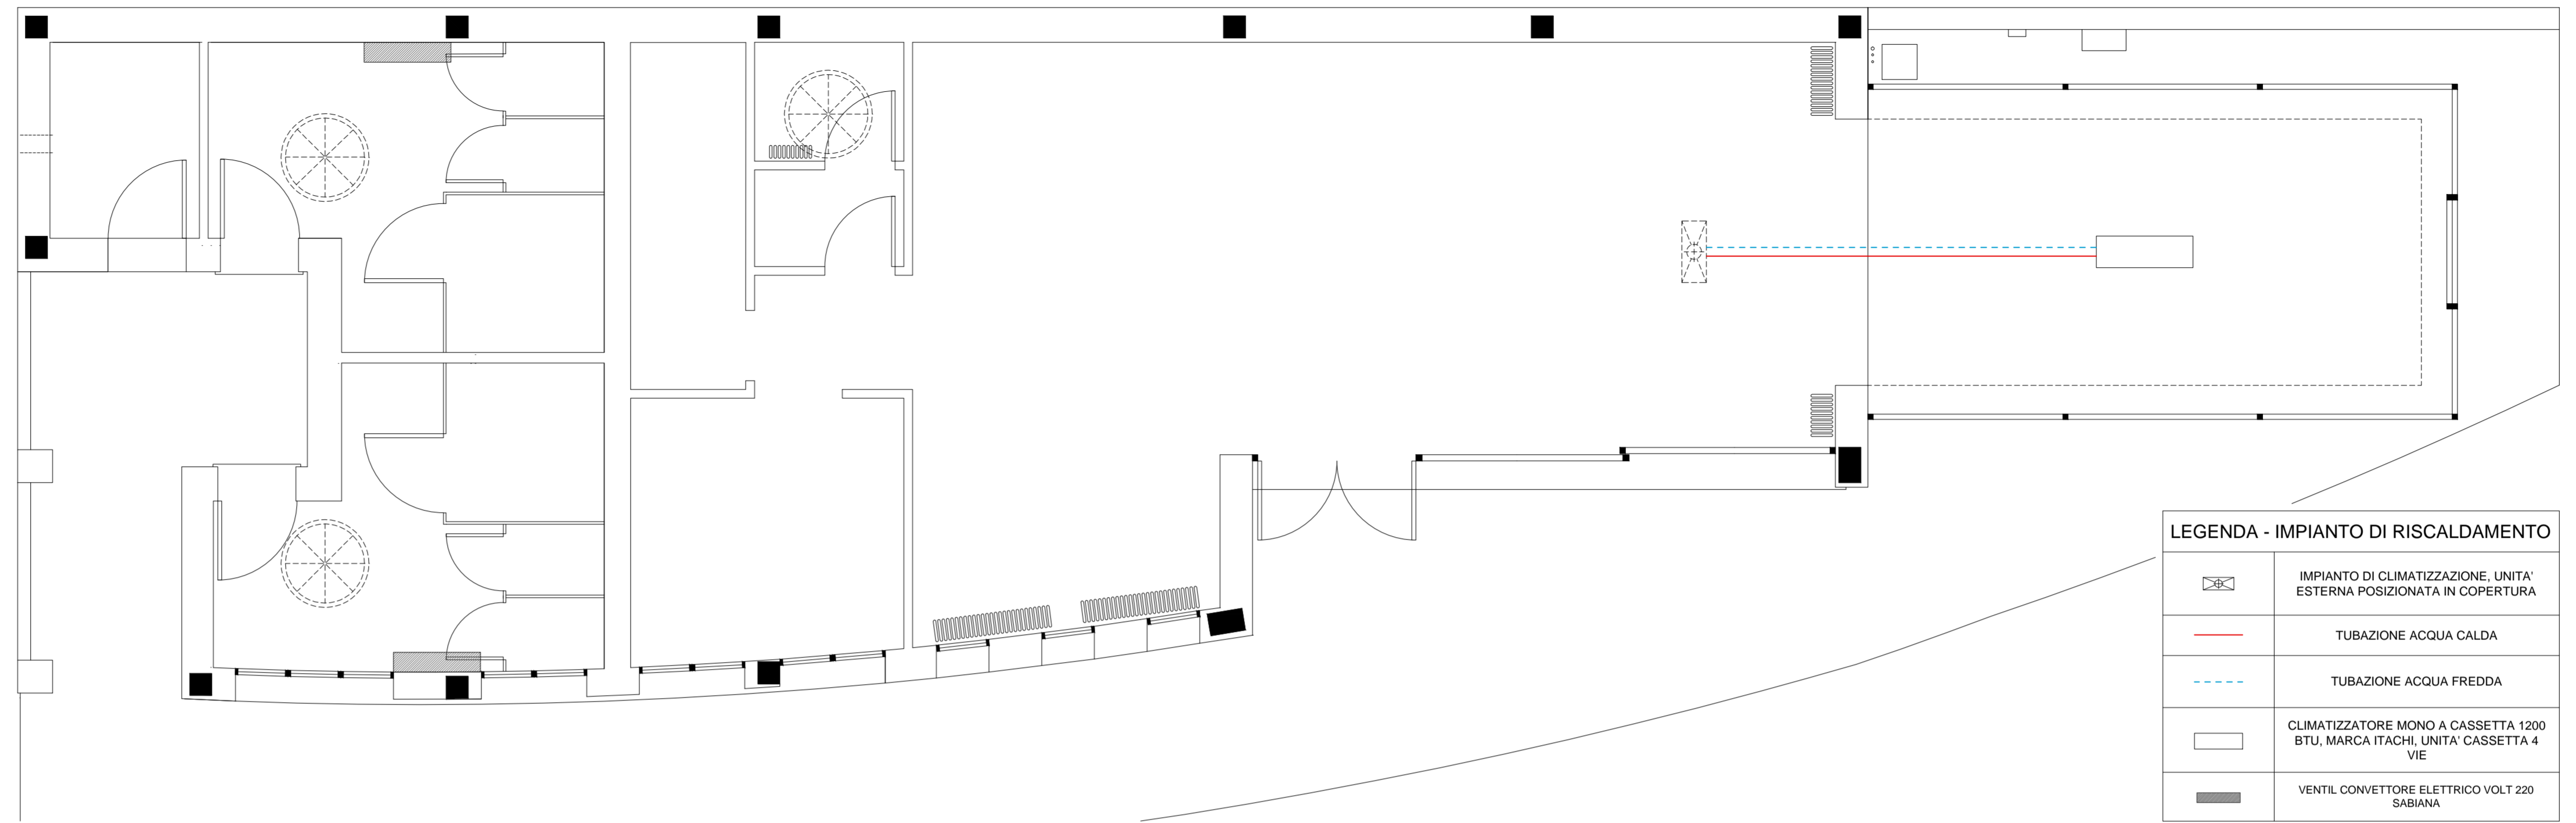 LEGENDA - IMPIANTO DI RISCALDAMENTO
IMPIANTO DI CLIMATIZZAZIONE, UNITA'
ESTERNA POSIZIONATA IN COPERTURA
TUBAZIONE ACQUA CALDA
TUBAZIONE ACQUA FREDDA
CLIMATIZZATORE MONO A CASSETTA 1200
BTU, MARCA ITACHI, UNITA' CASSETTA 4
VIE
VENTIL CONVETTORE ELETTRICO VOLT 220
SABIANA